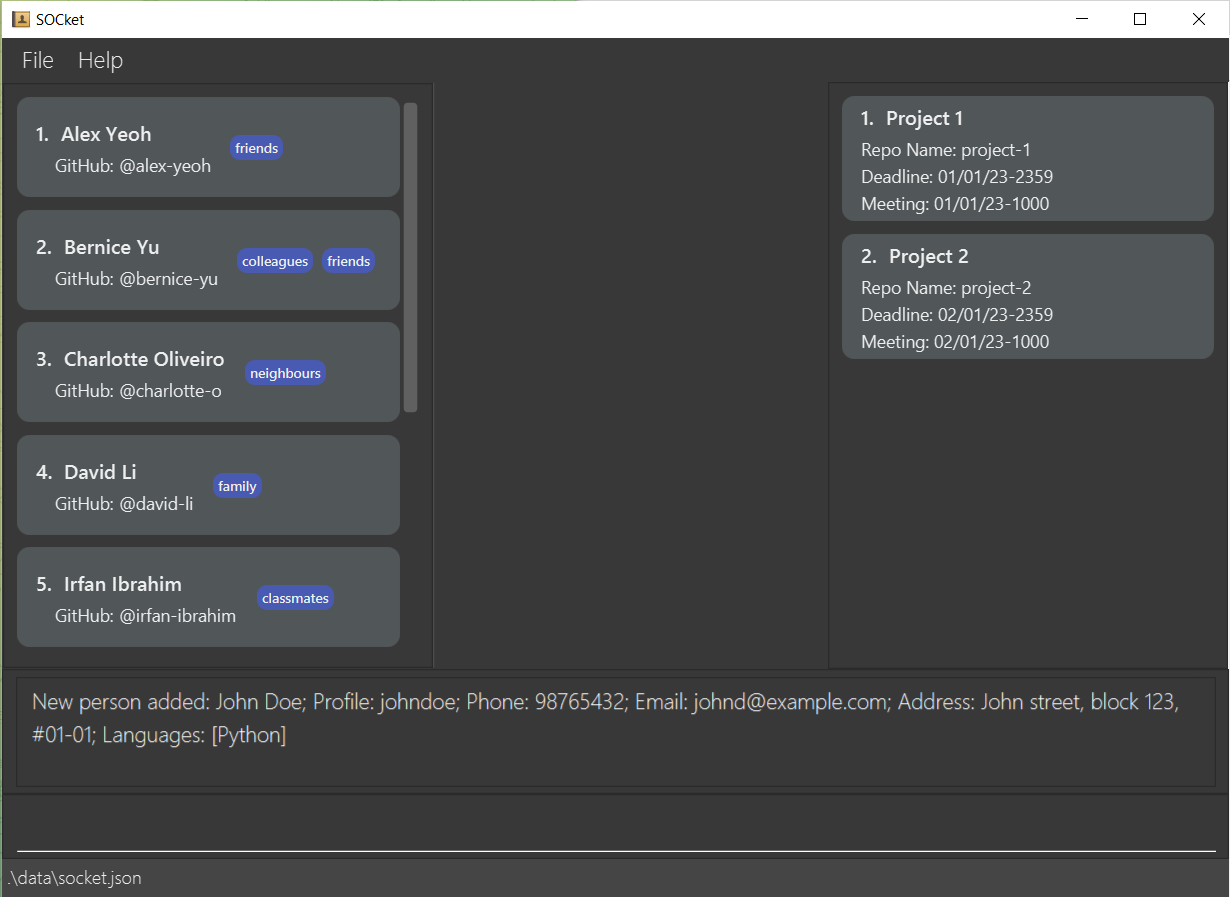 SOCket
File Help
1. Alex Yeoh
GitHub: @alex-yeoh
friends
2. Bernice Yu
GitHub: @bernice-yu
colleagues friends
3. Charlotte Oliveiro
GitHub: @charlotte-o
neighbours
4. David Li
GitHub: @david-li
family
5. Irfan Ibrahim
GitHub: @irfan-ibrahim
classmates
1. Project 1
Repo Name: project-1
Deadline: 01/01/23-2359
Meeting: 01/01/23-1000
2. Project 2
Repo Name: project-2
Deadline: 02/01/23-2359
Meeting: 02/01/23-1000
New person added: John Doe; Profile: johndoe; Phone: 98765432; Email: johnd@example.com; Address: John street, block 123,
#01-01; Languages: [Python]
.\data\socket.json